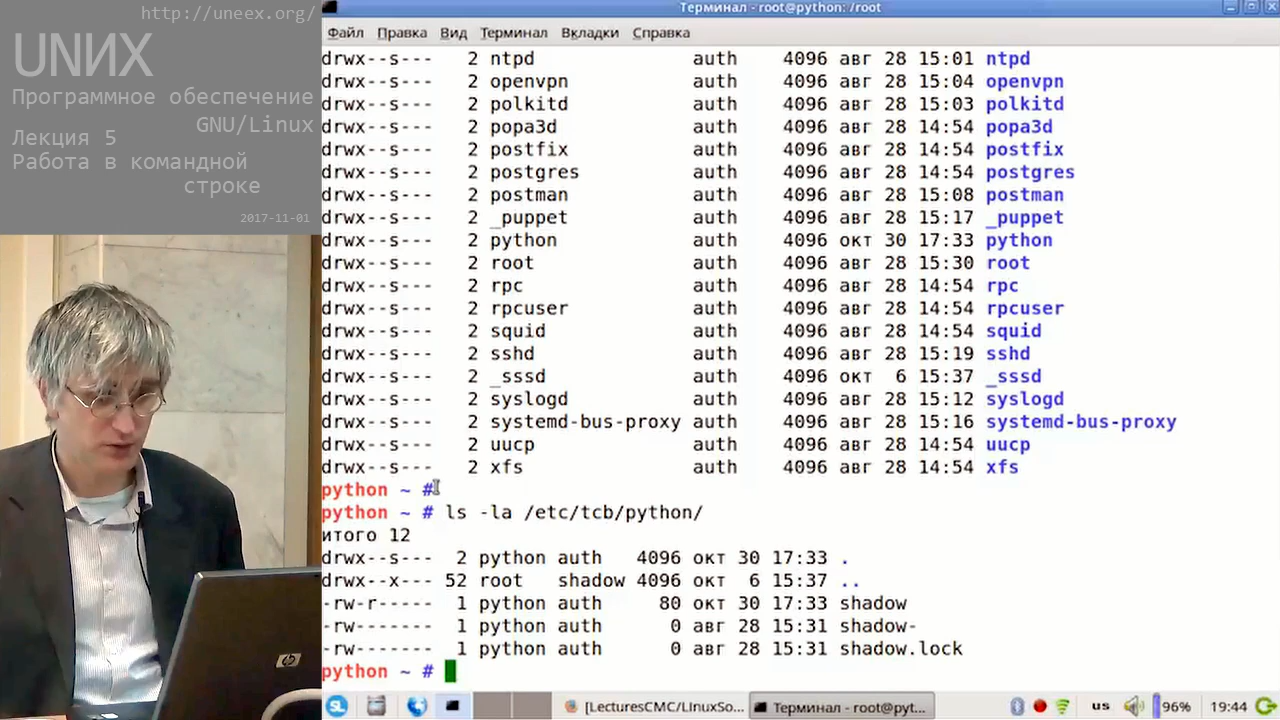 http://uneex.org/
UNИX
Программное обеспечение
GNU/Linux
Лекция 5
Работа в командной
строке
2017-11-01
Терминал - root@python: /root
Файл Правка Вид Терминал Вкладки Справка
drwx--s--- 2 ntpd auth 4096 авг 28 15:01 ntpd
drwx--s--- 2 openvpn auth 4096 авг 28 15:04 openvpn
drwx--s--- 2 polkitd auth 4096 авг 28 15:03 polkitd
drwx--s--- 2 popa3d auth 4096 авг 28 14:54 popa3d
drwx--s--- 2 postfix auth 4096 авг 28 14:54 postfix
drwx--s--- 2 postgres auth 4096 авг 28 14:54 postgres
drwx--s--- 2 postman auth 4096 авг 28 15:08 postman
drwx--s--- 2 _puppet auth 4096 авг 28 15:17 _puppet
drwx--s--- 2 python auth 4096 окт 30 17:33 python
drwx--s--- 2 root auth 4096 авг 28 15:30 root
drwx--s--- 2 rpc auth 4096 авг 28 14:54 rpc
drwx--s--- 2 rpcuser auth 4096 авг 28 14:54 rpcuser
drwx--s--- 2 squid auth 4096 авг 28 14:54 squid
drwx--s--- 2 sshd auth 4096 авг 28 15:19 sshd
drwx--s--- 2 _sssd auth 4096 окт 6 15:37 _sssd
drwx--s--- 2 syslogd auth 4096 авг 28 15:12 syslogd
drwx--s--- 2 systemd-bus-proxy auth 4096 авг 28 15:16 systemd-bus-proxy
drwx--s--- 2 uucp auth 4096 авг 28 14:54 uucp
drwx--s--- 2 xfs auth 4096 авг 28 14:54 xfs
python ~ #
python ~ # ls -la /etc/tcb/python/
итого 12
drwx--s--- 2 python auth 4096 окт 30 17:33 .
drwx--x--- 52 root shadow 4096 окт 6 15:37 ..
-rw-r----- 1 python auth 80 окт 30 17:33 shadow
-rw------- 1 python auth 0 авг 28 15:31 shadow-
-rw------- 1 python auth 0 авг 28 15:31 shadow.lock
python ~ #
[LecturesCMC/LInuxSo... Терминал - root@pyt... us 96% 19:44
hp